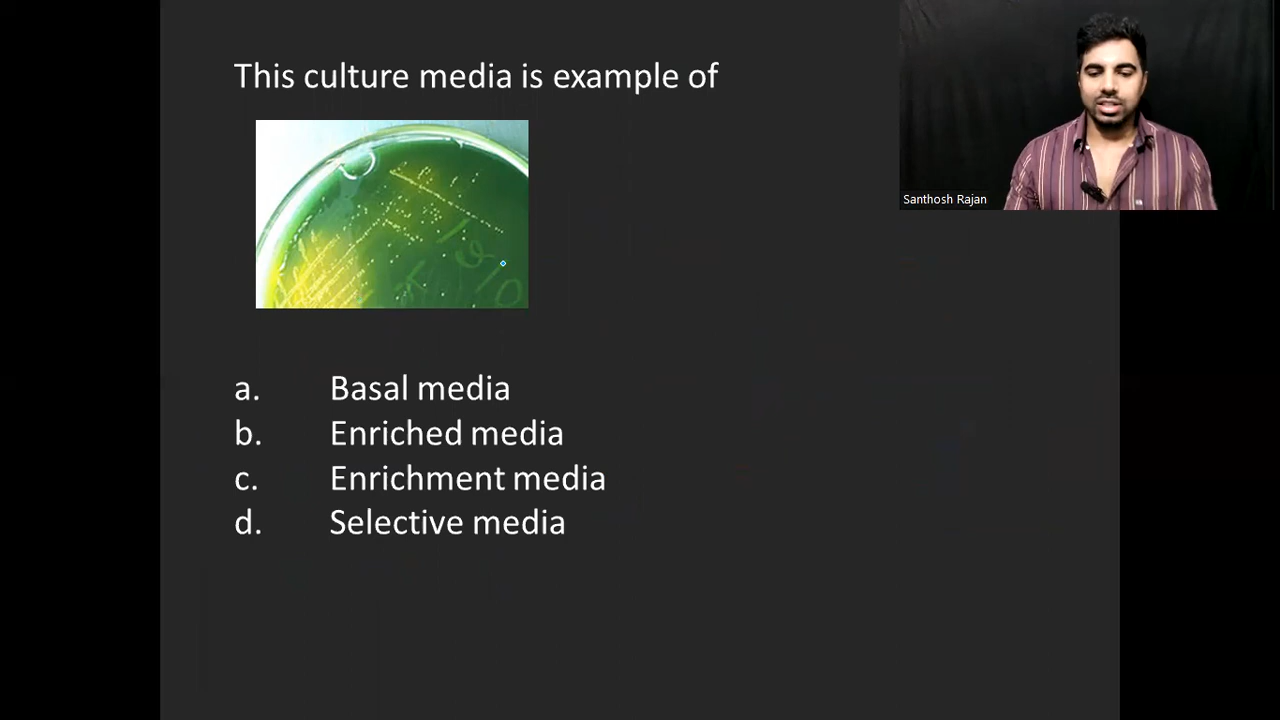 This culture media is example of
Santhosh Rajan
a. Basal media
b. Enriched media
c. Enrichment media
d. Selective media